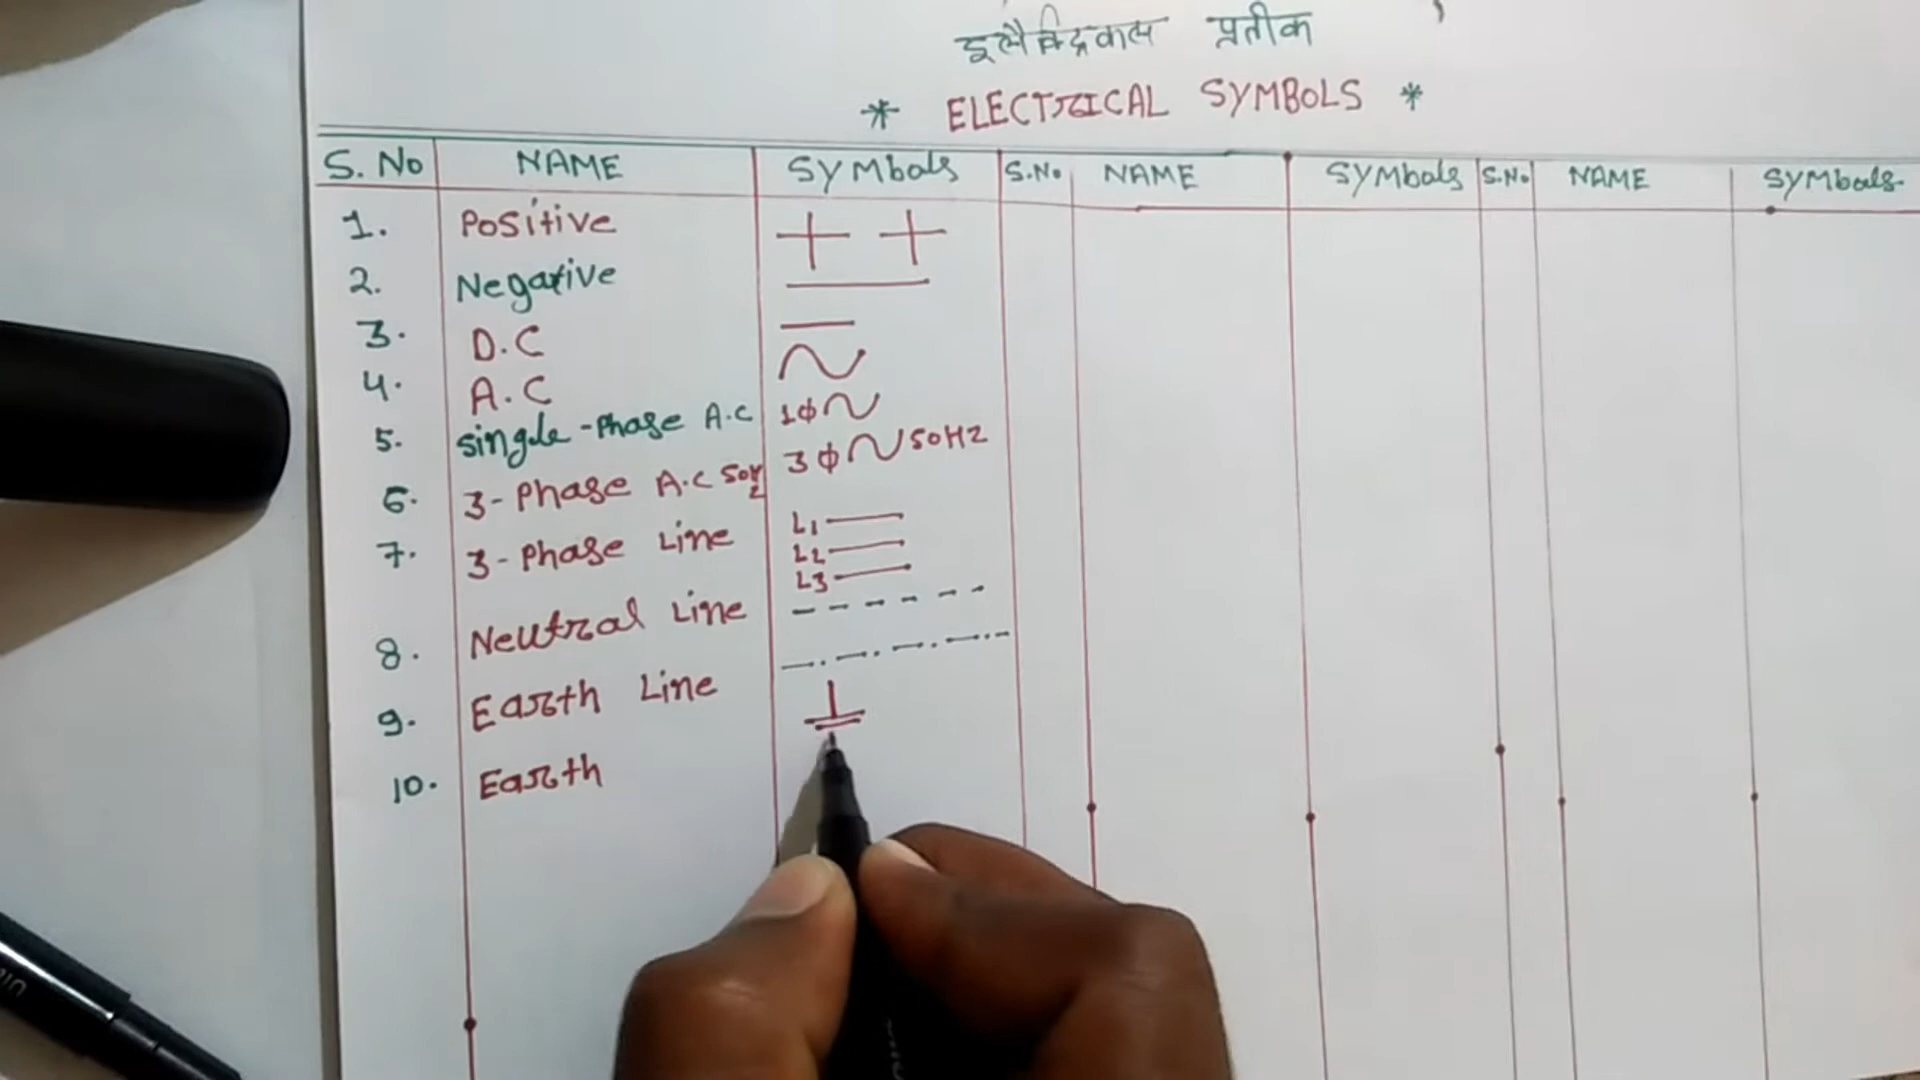 इलैक्ट्रिकल प्रतीक
* ELECTRICAL SYMBOLS *
S. No NAME SYMbols S.No NAME SYMbols S.No NAME SYMbols.
1. Positive + +
2. Negative —
3. D.C —
4. A.C ∿
5. Single-Phase A.C 1ϕ∿
6. 3-Phase A.C 50Hz 3ϕ∿50HZ
7. 3-Phase Line L1
L2
L3
8. Neutral Line
9. Earth Line
10. Earth